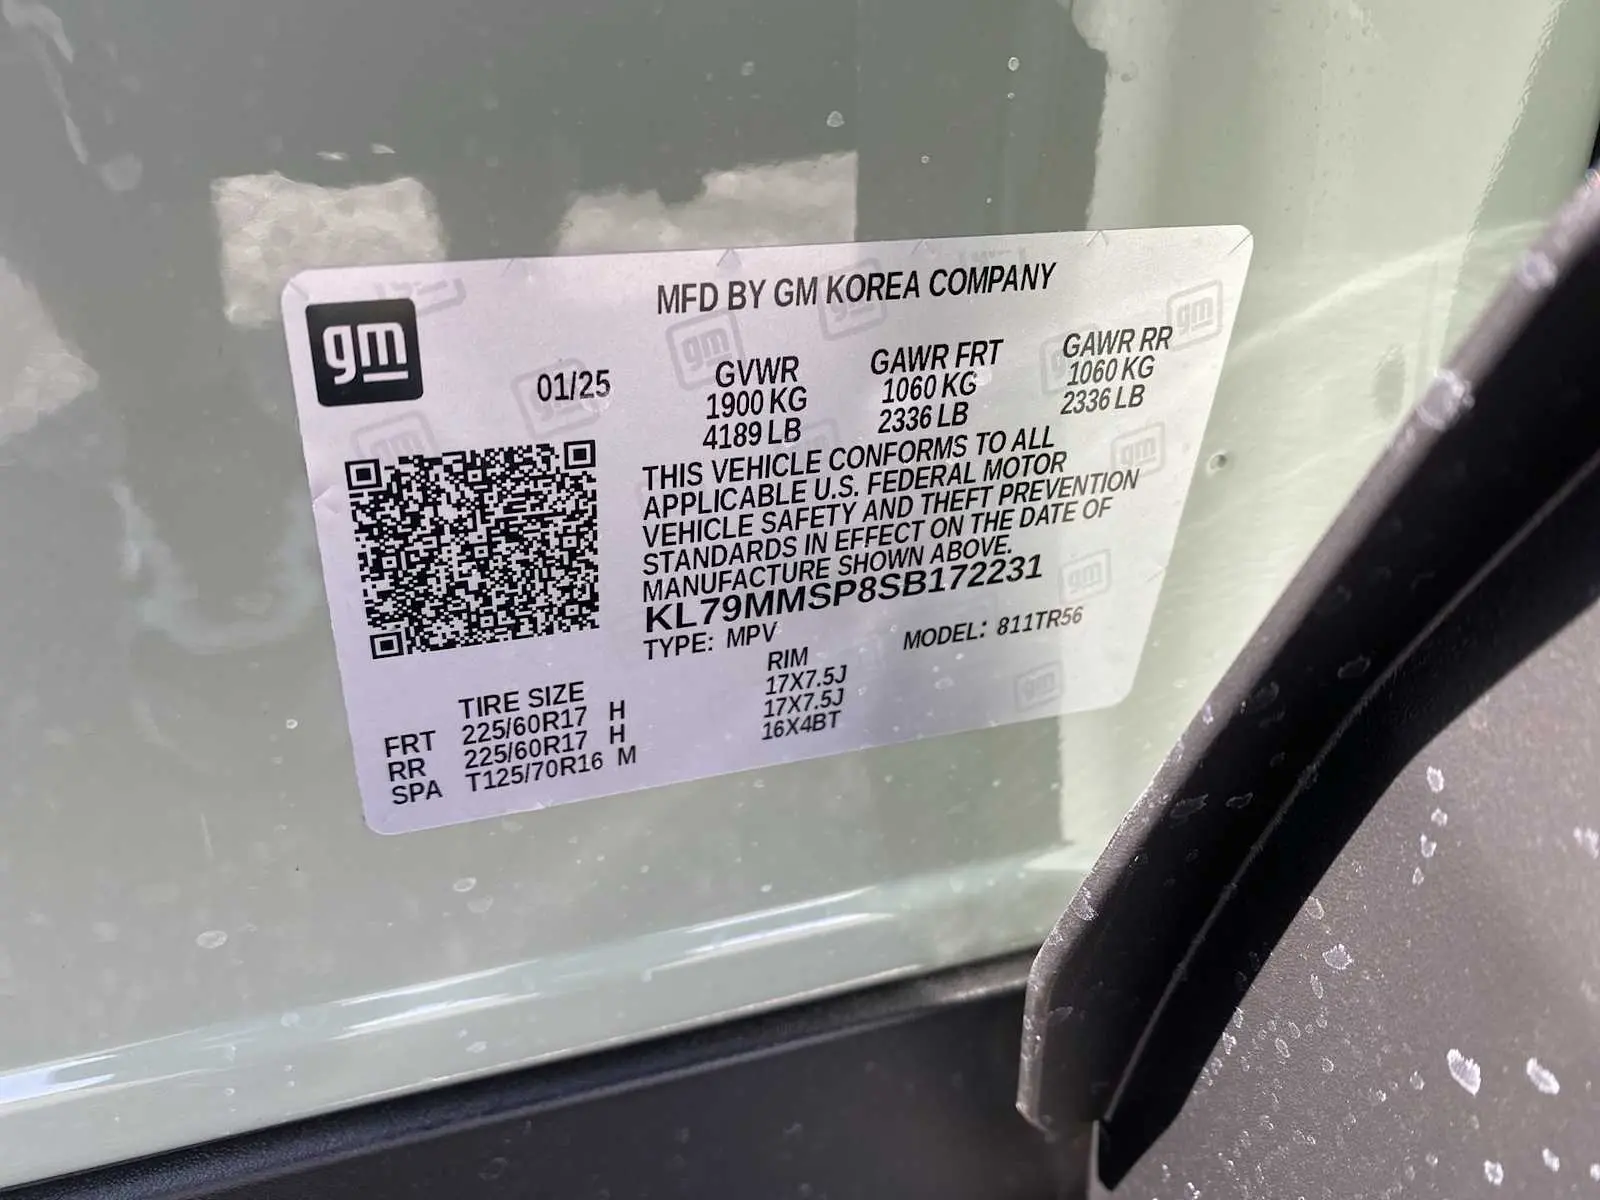 MFD BY GM KOREA COMPANY
gm
01/25
GVWR
1900 KG
4189 LB
GAWR FRT
1060 KG
2336 LB
GAWR RR
1060 KG
2336 LB
THIS VEHICLE CONFORMS TO ALL
APPLICABLE U.S. FEDERAL MOTOR
VEHICLE SAFETY AND THEFT PREVENTION
STANDARDS IN EFFECT ON THE DATE OF
MANUFACTURE SHOWN ABOVE.
KL79MMSP8SB172231
TYPE: MPV MODEL: 811TR56
TIRE SIZE RIM
FRT 225/60R17 H 17X7.5J
RR 225/60R17 H 17X7.5J
SPA T125/70R16 M 16X4BT